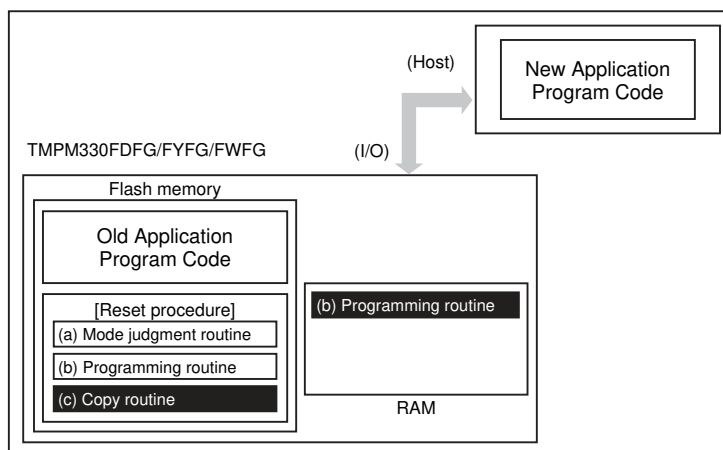 (Host)
New Application
Program Code
TMPM330FDFG/FYFG/FWFG
(I/O)
Flash memory
Old Application
Program Code
[Reset procedure]
(a) Mode judgment routine
(b) Programming routine
(c) Copy routine
(b) Programming routine
RAM